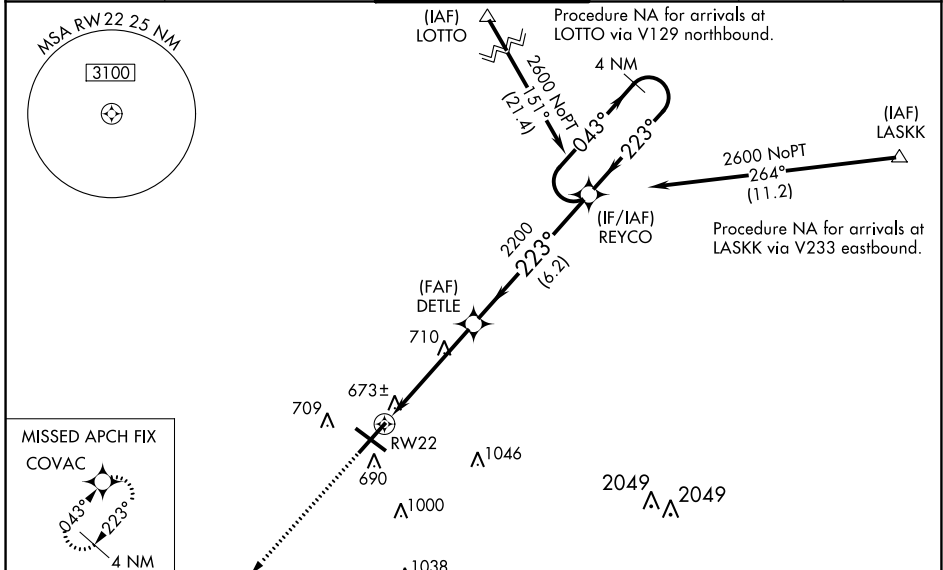 MSA RW22 25 NM
3100
(IAF)
LOTTO
Procedure NA for arrivals at
LOTTO via V129 northbound.
2600 NoPT
151°
(21.4)
4 NM
043°
223°
(IAF)
LASKK
2600 NoPT
264°
(11.2)
(IF/IAF)
REYCO
Procedure NA for arrivals at
LASKK via V233 eastbound.
2200
223°
(6.2)
(FAF)
DETLE
710
673±
709
RW22
690
1046
1000
2049
2049
1038
MISSED APCH FIX
COVAC
043°
223°
4 NM